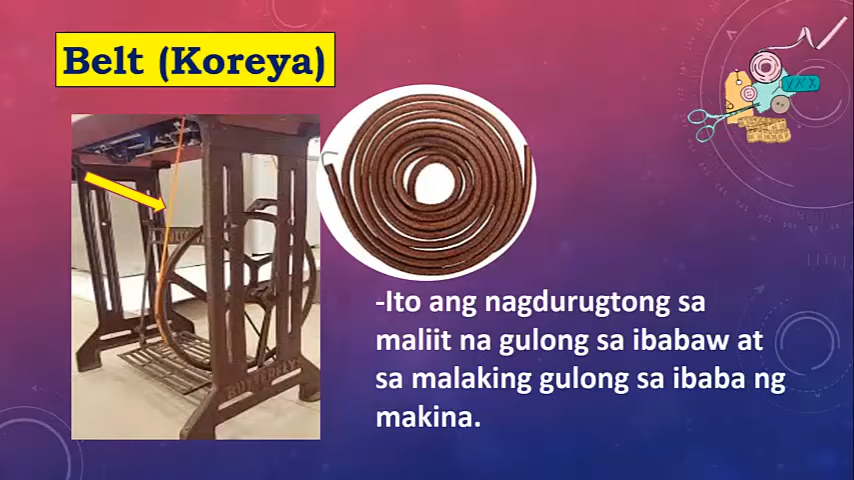 Belt (Koreya)
-Ito ang nagdurugtong sa
maliit na gulong sa ibabaw at
sa malaking gulong sa ibaba ng
makina.
BUTTERFLY